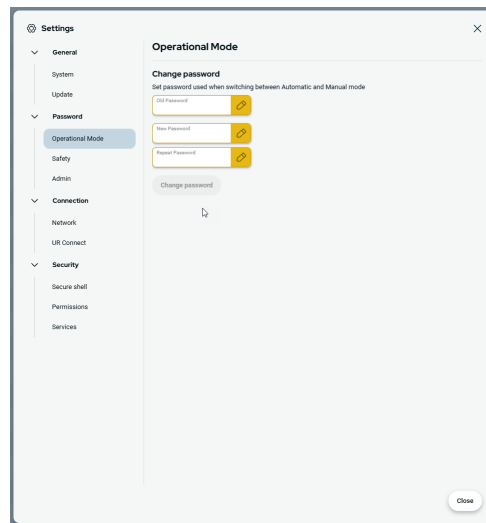 Settings
General
System
Update
Password
Operational Mode
Safety
Admin
Connection
Network
UR Connect
Security
Secure shell
Permissions
Services
Operational Mode
Change password
Set password used when switching between Automatic and Manual mode
Old Password
New Password
Repeat Password
Change password
Close